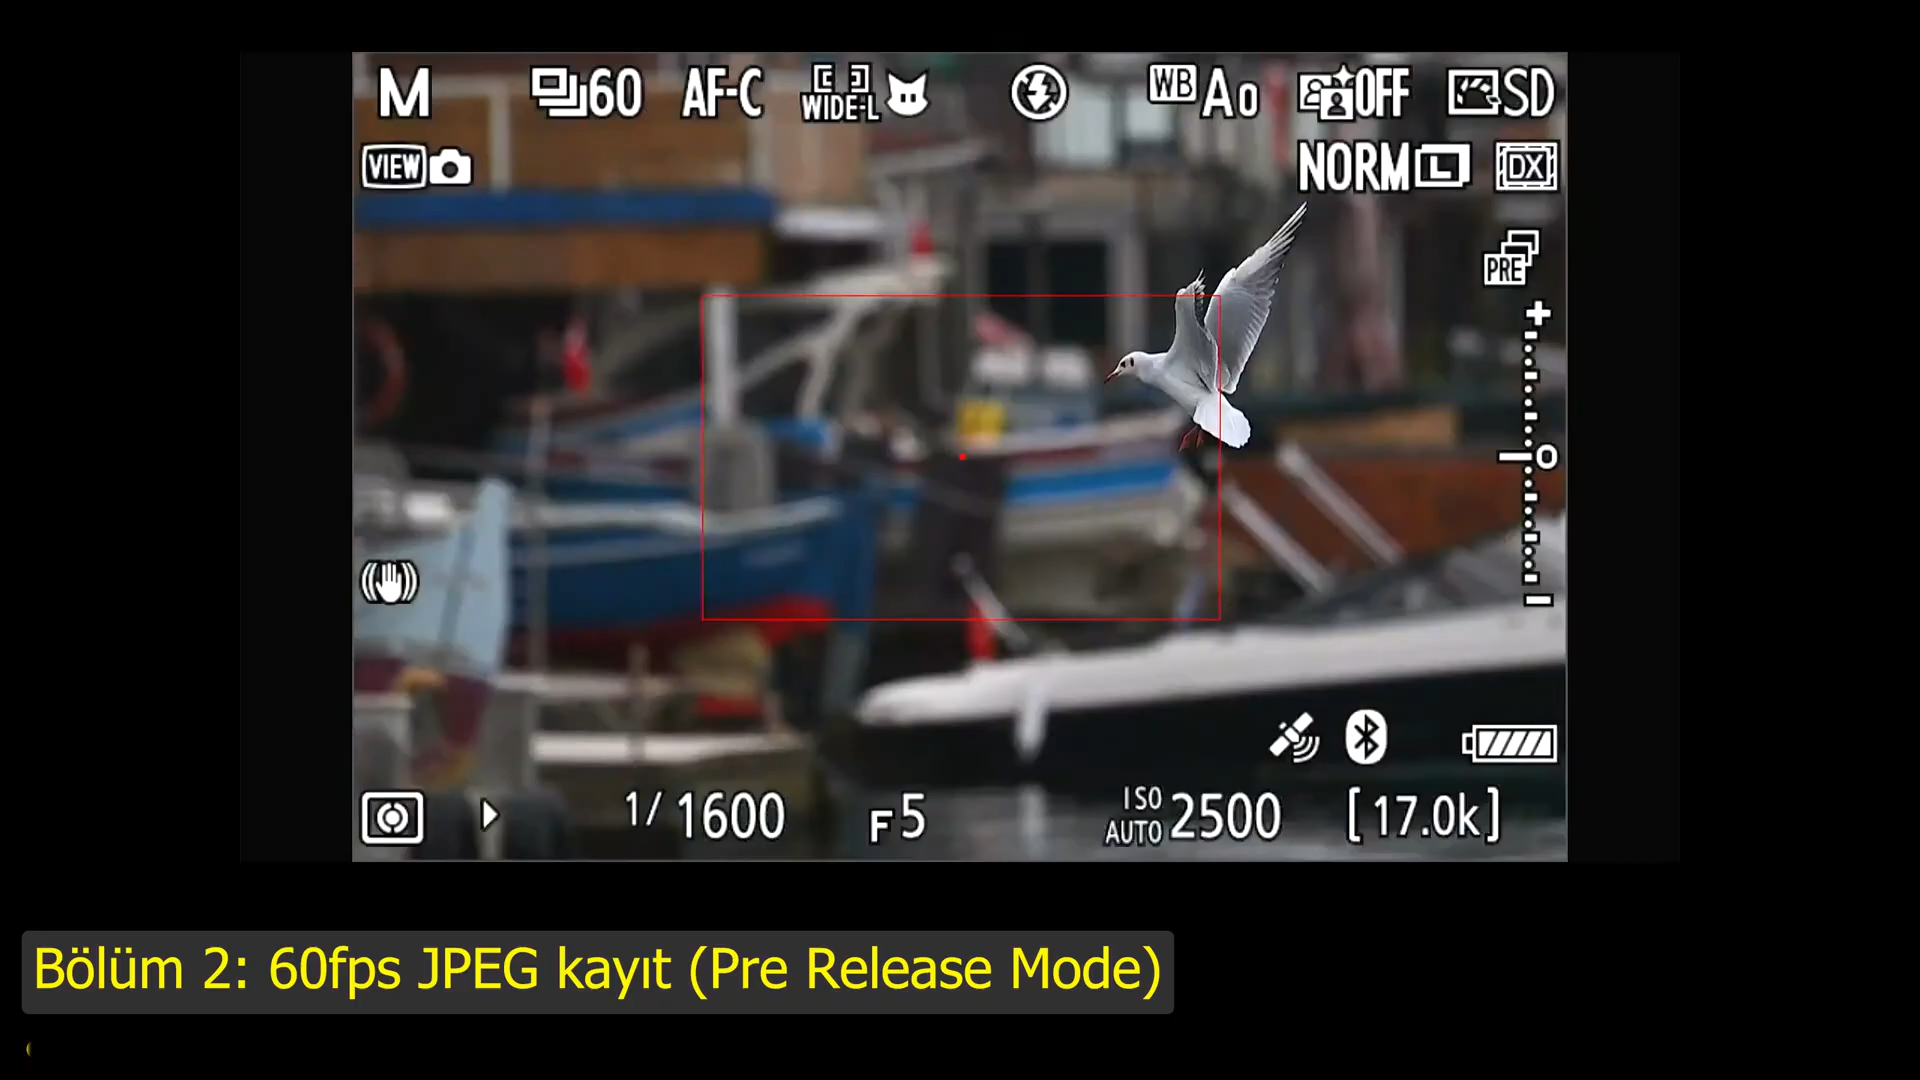 M 60 AF-C WIDE-L WB A0 OFF SD
VIEW NORM L DX
PRE
+
0
−
1/1600 F5 ISO AUTO 2500 [17.0k]
Bölüm 2: 60fps JPEG kayıt (Pre Release Mode)